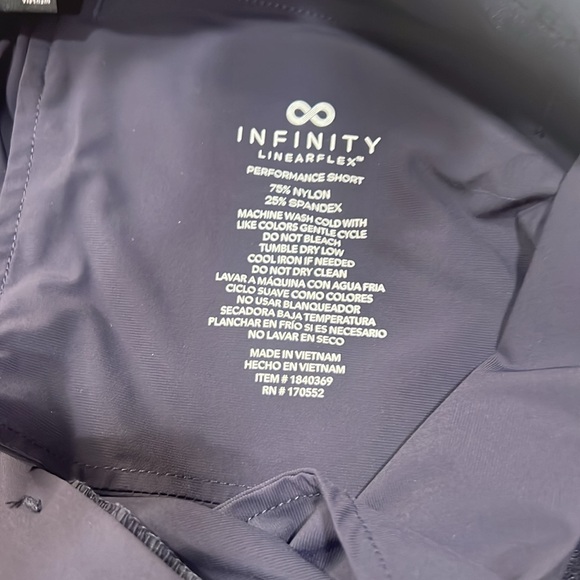 INFINITY
LINEARFLEX™
PERFORMANCE SHORT
75% NYLON
25% SPANDEX
MACHINE WASH COLD WITH
LIKE COLORS GENTLE CYCLE
DO NOT BLEACH
TUMBLE DRY LOW
COOL IRON IF NEEDED
DO NOT DRY CLEAN
LAVAR A MÁQUINA CON AGUA FRIA
CICLO SUAVE COMO COLORES
NO USAR BLANQUEADOR
SECADORA BAJA TEMPERATURA
PLANCHAR EN FRÍO SI ES NECESARIO
NO LAVAR EN SECO
MADE IN VIETNAM
HECHO EN VIETNAM
ITEM # 1840369
RN # 170552